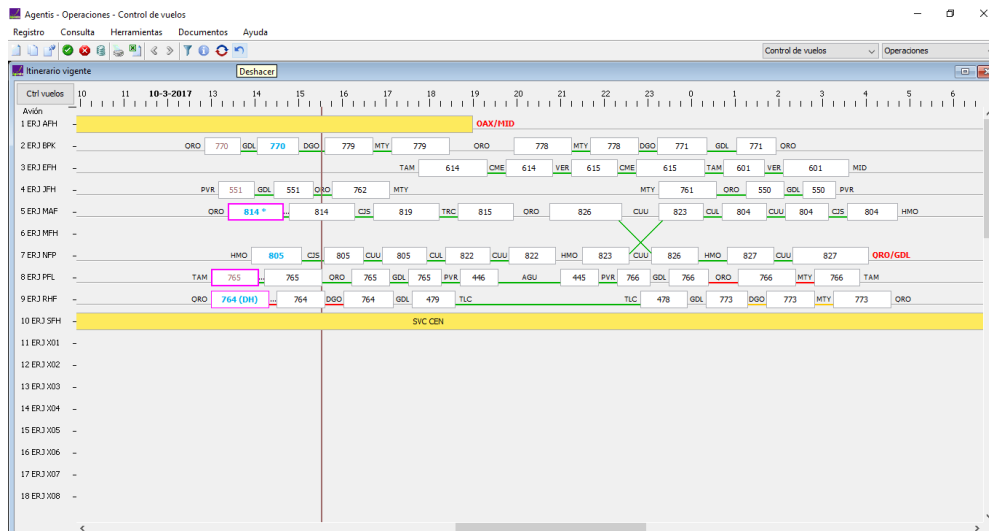 Agentis - Operaciones - Control de vuelos
Registro Consulta Herramientas Documentos Ayuda
Control de vuelos Operaciones
Itinerario vigente Deshacer
Ctrl vuelos 10 11 10-3-2017 13 14 15 16 17 18 19 20 21 22 23 0 1 2 3 4 5 6
Avión
1 ERJ AFH OAX/MID
2 ERJ BPK QRO 770 GDL 770 DGO 779 MTY 779 QRO 778 MTY 778 DGO 771 GDL 771 QRO
3 ERJ EFH TAM 614 CME 614 VER 615 CME 615 TAM 601 VER 601 MID
4 ERJ JFH PVR 551 GDL 551 QRO 762 MTY MTY 761 QRO 550 GDL 550 PVR
5 ERJ MAF QRO 814 * ... 814 CJS 819 TRC 815 QRO 826 CUU 823 CUL 804 CUU 804 CJS 804 HMO
6 ERJ MFH
7 ERJ NFP HMO 805 CJS 805 CUU 805 CUL 822 CUU 822 HMO 823 CUU 826 HMO 827 CUU 827 QRO/GDL
8 ERJ PFL TAM 765 ... 765 QRO 765 GDL 765 PVR 446 AGU 445 PVR 766 GDL 766 QRO 766 MTY 766 TAM
9 ERJ RHF QRO 764 (DH) ... 764 DGO 764 GDL 479 TLC TLC 478 GDL 773 DGO 773 MTY 773 QRO
10 ERJ SFH SVC CEN
11 ERJ X01
12 ERJ X02
13 ERJ X03
14 ERJ X04
15 ERJ X05
16 ERJ X06
17 ERJ X07
18 ERJ X08